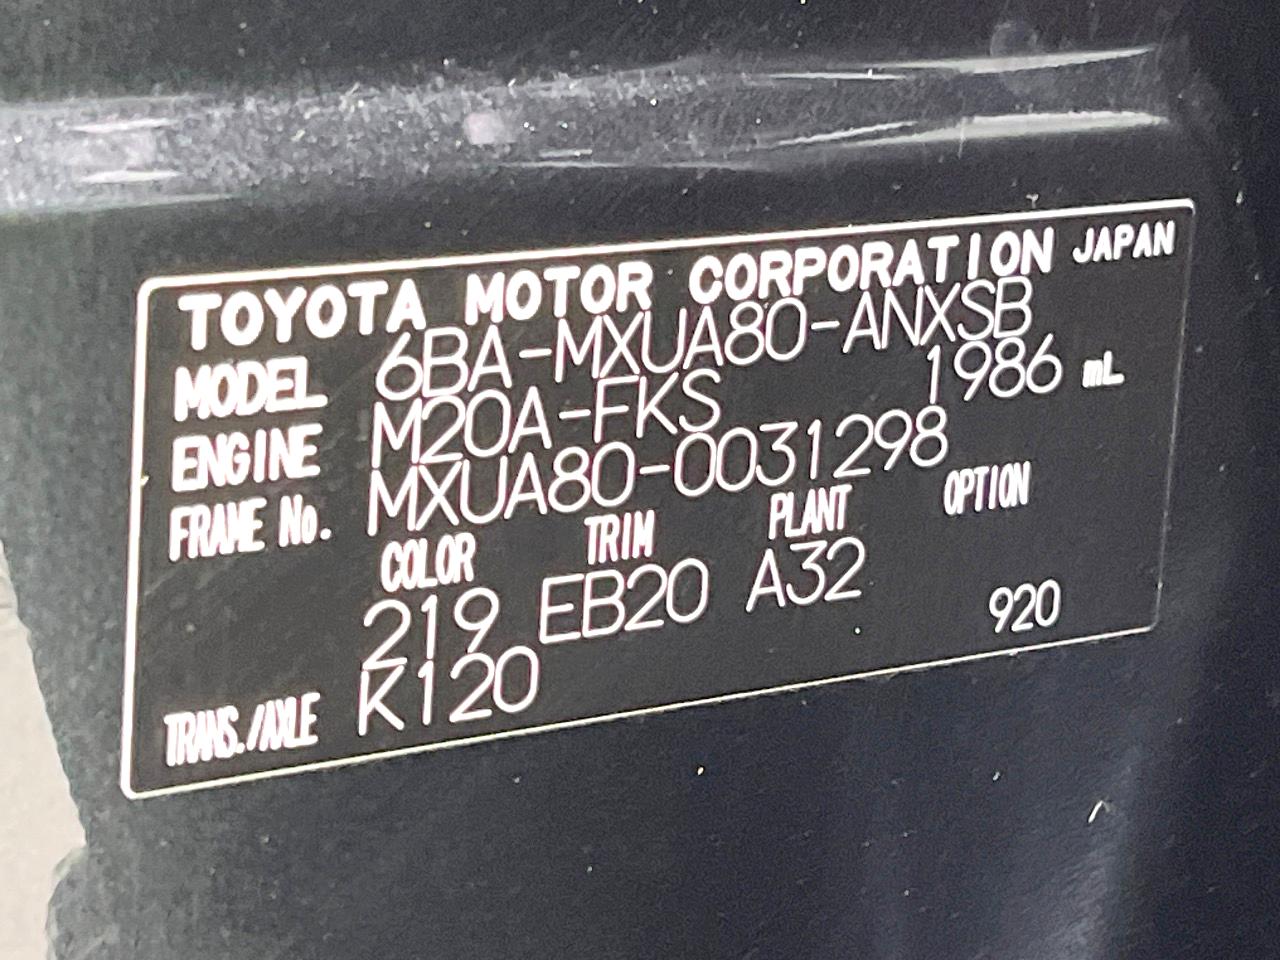 TOYOTA MOTOR CORPORATION JAPAN
MODEL 6BA-MXUA80-ANXSB
ENGINE M20A-FKS 1986 mL
FRAME No. MXUA80-0031298
COLOR TRIM PLANT OPTION
219 EB20 A32
920
TRANS./AXLE K120